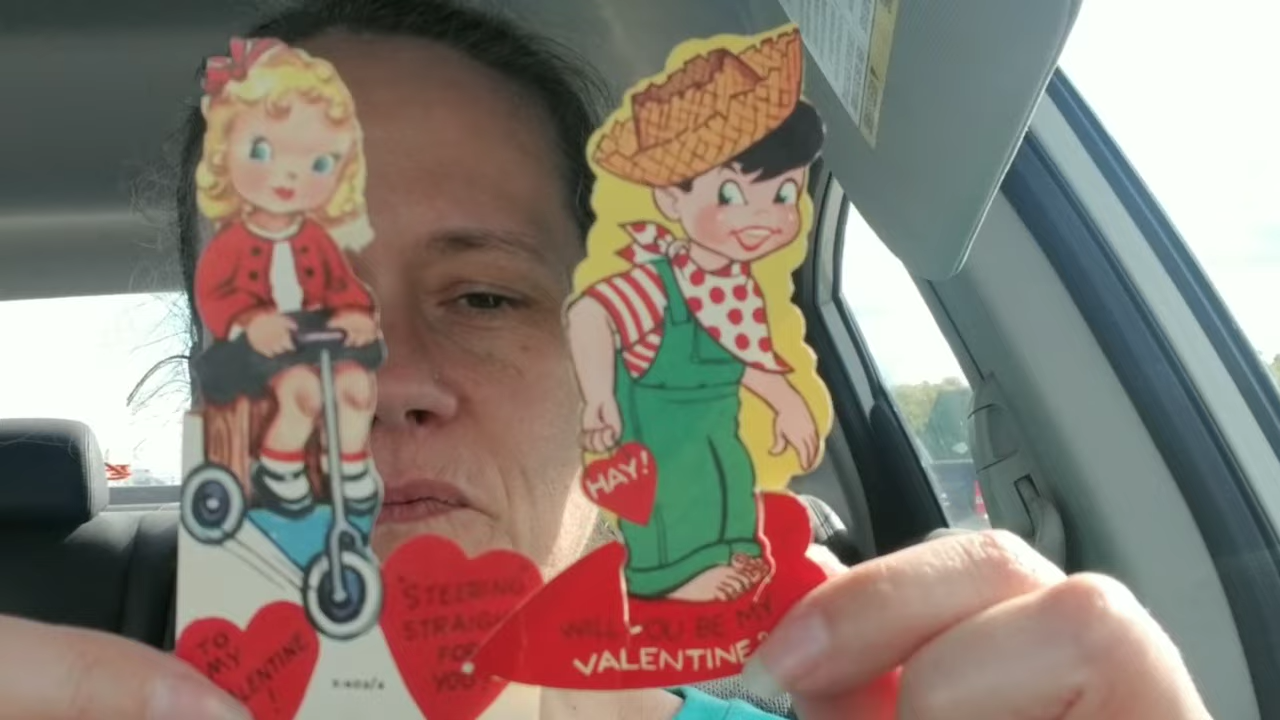 TO
MY
VALENTINE
!
"STEERING
STRAIGHT
FOR
YOU"
HAY!
WILL YOU BE MY
VALENTINE?